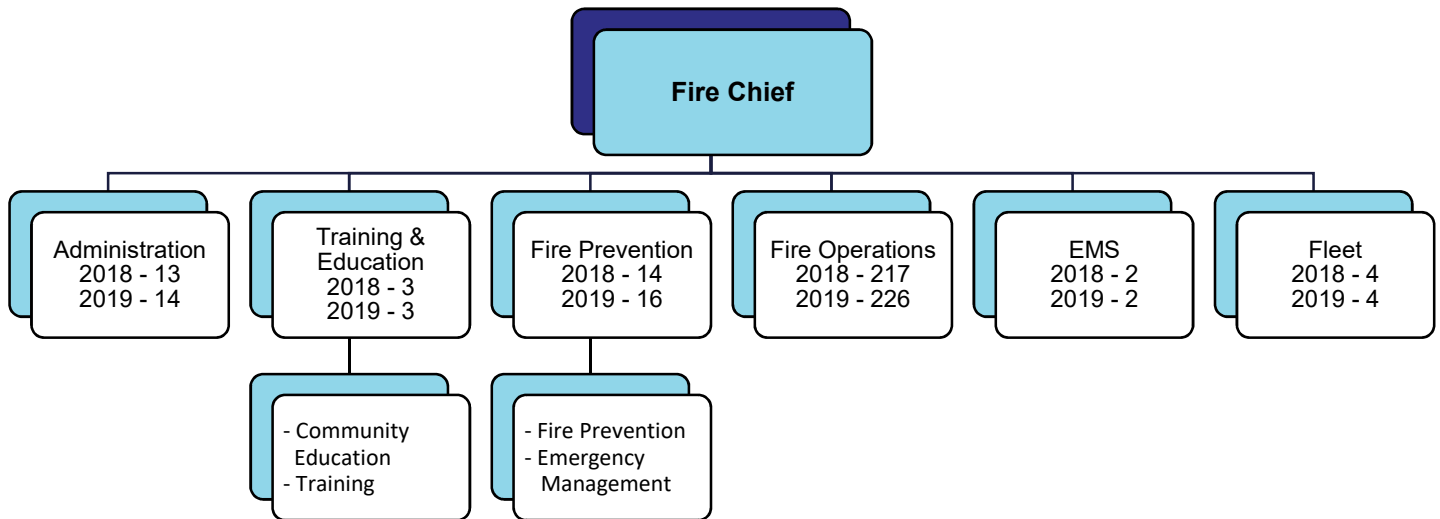 Fire Chief
Administration
2018 - 13
2019 - 14
Training &
Education
2018 - 3
2019 - 3
Fire Prevention
2018 - 14
2019 - 16
Fire Operations
2018 - 217
2019 - 226
EMS
2018 - 2
2019 - 2
Fleet
2018 - 4
2019 - 4
- Community
Education
- Training
- Fire Prevention
- Emergency
Management